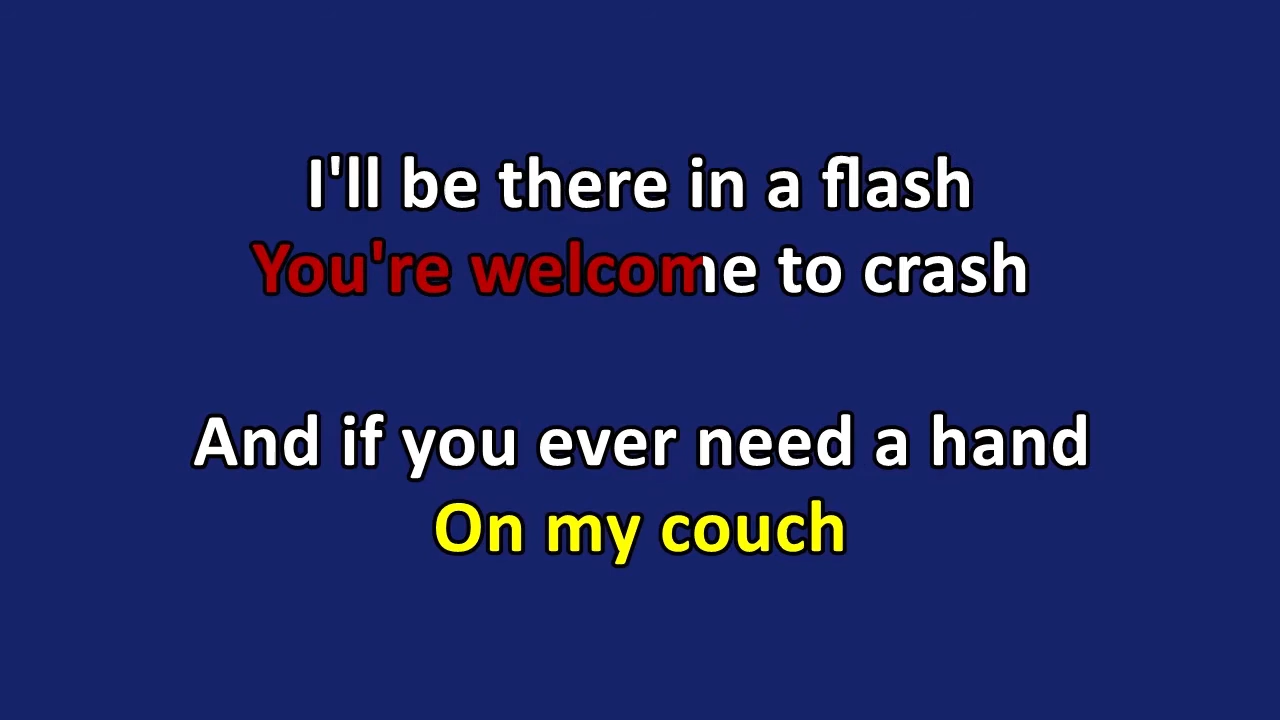 I'll be there in a flash
You're welcome to crash
And if you ever need a hand
On my couch